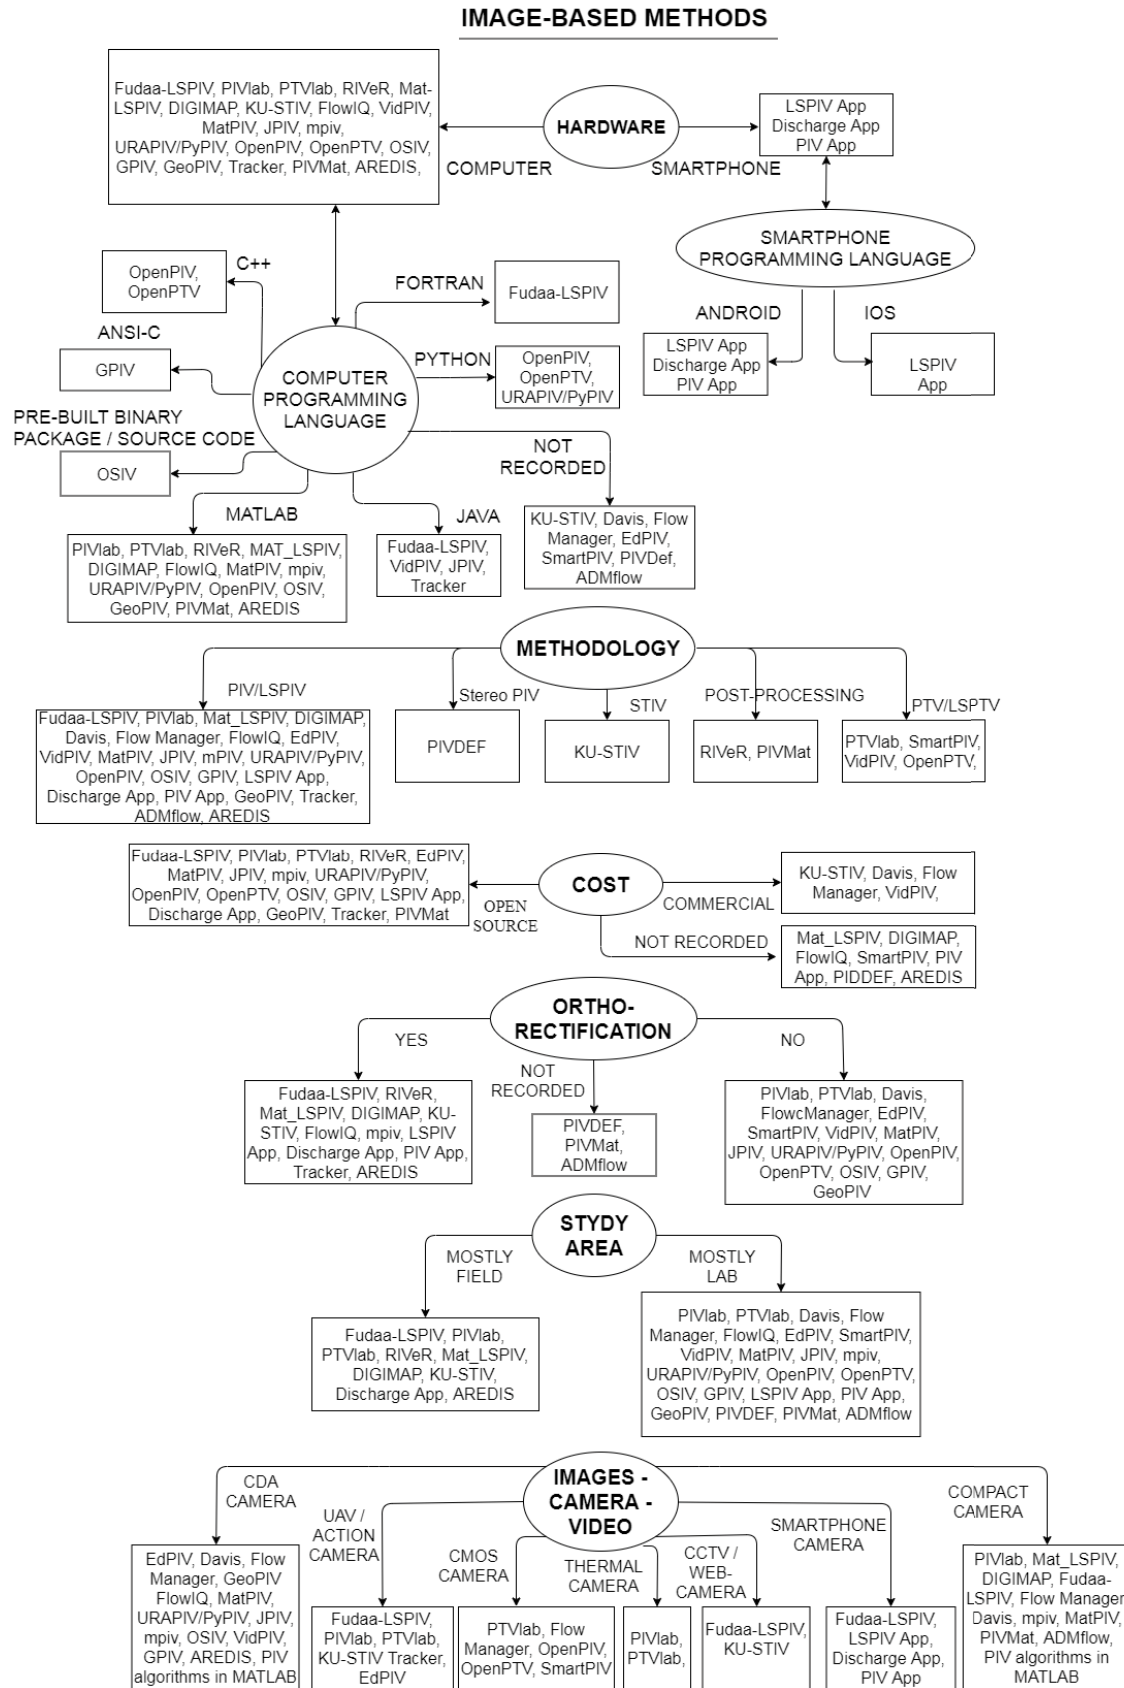 IMAGE-BASED METHODS
Fudaa-LSPIV, PIVlab, PTVlab, RIVeR, Mat-
LSPIV, DIGIMAP, KU-STIV, FlowIQ, VidPIV,
MatPIV, JPIV, mpiv,
URAPIV/PyPIV, OpenPIV, OpenPTV, OSIV,
GPIV, GeoPIV, Tracker, PIVMat, AREDIS,
HARDWARE
COMPUTER
SMARTPHONE
LSPIV App
Discharge App
PIV App
SMARTPHONE
PROGRAMMING LANGUAGE
ANDROID
IOS
LSPIV App
Discharge App
PIV App
LSPIV
App
C++
OpenPIV,
OpenPTV
ANSI-C
GPIV
PRE-BUILT BINARY
PACKAGE / SOURCE CODE
OSIV
COMPUTER
PROGRAMMING
LANGUAGE
FORTRAN
Fudaa-LSPIV
PYTHON
OpenPIV,
OpenPTV,
URAPIV/PyPIV
NOT
RECORDED
KU-STIV, Davis, Flow
Manager, EdPIV,
SmartPIV, PIVDef,
ADMflow
MATLAB
PIVlab, PTVlab, RIVeR, MAT_LSPIV,
DIGIMAP, FlowIQ, MatPIV, mpiv,
URAPIV/PyPIV, OpenPIV, OSIV,
GeoPIV, PIVMat, AREDIS
JAVA
Fudaa-LSPIV,
VidPIV, JPIV,
Tracker
METHODOLOGY
PIV/LSPIV
Fudaa-LSPIV, PIVlab, Mat_LSPIV, DIGIMAP,
Davis, Flow Manager, FlowIQ, EdPIV,
VidPIV, MatPIV, JPIV, mPIV, URAPIV/PyPIV,
OpenPIV, OSIV, GPIV, LSPIV App,
Discharge App, PIV App, GeoPIV, Tracker,
ADMflow, AREDIS
Stereo PIV
PIVDEF
STIV
KU-STIV
POST-PROCESSING
RIVeR, PIVMat
PTV/LSPTV
PTVlab, SmartPIV,
VidPIV, OpenPTV,
COST
OPEN
SOURCE
Fudaa-LSPIV, PIVlab, PTVlab, RIVeR, EdPIV,
MatPIV, JPIV, mpiv, URAPIV/PyPIV,
OpenPIV, OpenPTV, OSIV, GPIV, LSPIV App,
Discharge App, GeoPIV, Tracker, PIVMat
COMMERCIAL
KU-STIV, Davis, Flow
Manager, VidPIV,
NOT RECORDED
Mat_LSPIV, DIGIMAP,
FlowIQ, SmartPIV, PIV
App, PIDDEF, AREDIS
ORTHO-
RECTIFICATION
YES
Fudaa-LSPIV, RIVeR,
Mat_LSPIV, DIGIMAP, KU-
STIV, FlowIQ, mpiv, LSPIV
App, Discharge App, PIV App,
Tracker, AREDIS
NOT
RECORDED
PIVDEF,
PIVMat,
ADMflow
NO
PIVlab, PTVlab, Davis,
FlowcManager, EdPIV,
SmartPIV, VidPIV, MatPIV,
JPIV, URAPIV/PyPIV, OpenPIV,
OpenPTV, OSIV, GPIV,
GeoPIV
STYDY
AREA
MOSTLY
FIELD
Fudaa-LSPIV, PIVlab,
PTVlab, RIVeR, Mat_LSPIV,
DIGIMAP, KU-STIV,
Discharge App, AREDIS
MOSTLY
LAB
PIVlab, PTVlab, Davis, Flow
Manager, FlowIQ, EdPIV, SmartPIV,
VidPIV, MatPIV, JPIV, mpiv,
URAPIV/PyPIV, OpenPIV, OpenPTV,
OSIV, GPIV, LSPIV App, PIV App,
GeoPIV, PIVDEF, PIVMat, ADMflow
IMAGES -
CAMERA -
VIDEO
CDA
CAMERA
EdPIV, Davis, Flow
Manager, GeoPIV
FlowIQ, MatPIV,
URAPIV/PyPIV, JPIV,
mpiv, OSIV, VidPIV,
GPIV, AREDIS, PIV
algorithms in MATLAB
UAV /
ACTION
CAMERA
Fudaa-LSPIV,
PIVlab, PTVlab,
KU-STIV Tracker,
EdPIV
CMOS
CAMERA
PTVlab, Flow
Manager, OpenPIV,
OpenPTV, SmartPIV
THERMAL
CAMERA
PIVlab,
PTVlab,
CCTV /
WEB-
CAMERA
Fudaa-LSPIV,
KU-STIV
SMARTPHONE
CAMERA
Fudaa-LSPIV,
LSPIV App,
Discharge App,
PIV App
COMPACT
CAMERA
PIVlab, Mat_LSPIV,
DIGIMAP, Fudaa-
LSPIV, Flow Manager
Davis, mpiv, MatPIV,
PIVMat, ADMflow,
PIV algorithms in
MATLAB